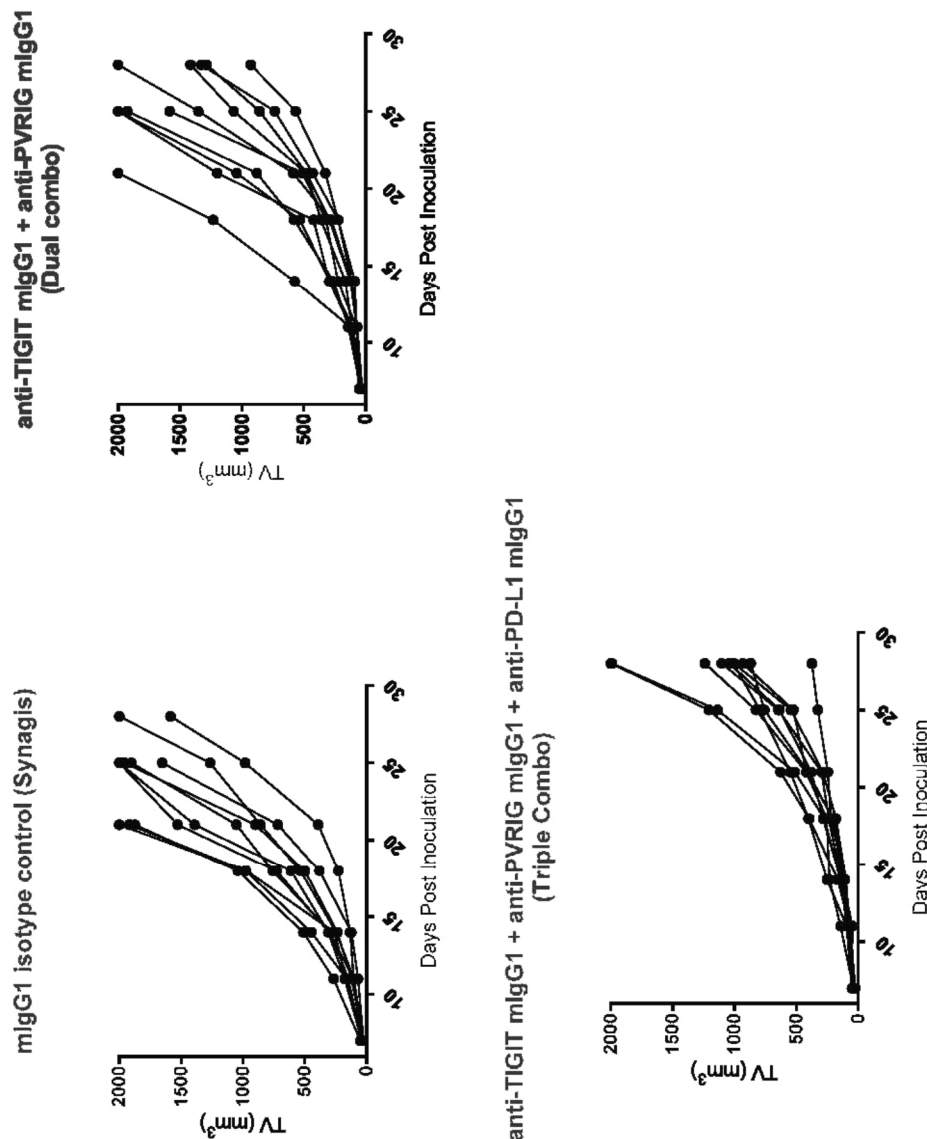 mIgG1 isotype control (Synagis)
TV (mm³)
2000
1500
1000
500
0
10
15
20
25
30
Days Post Inoculation
anti-TIGIT mIgG1 + anti-PVRIG mIgG1
(Dual combo)
TV (mm³)
2000
1500
1000
500
0
10
15
20
25
30
Days Post Inoculation
anti-TIGIT mIgG1 + anti-PVRIG mIgG1 + anti-PD-L1 mIgG1
(Triple Combo)
TV (mm³)
2000
1500
1000
500
0
10
15
20
25
30
Days Post Inoculation